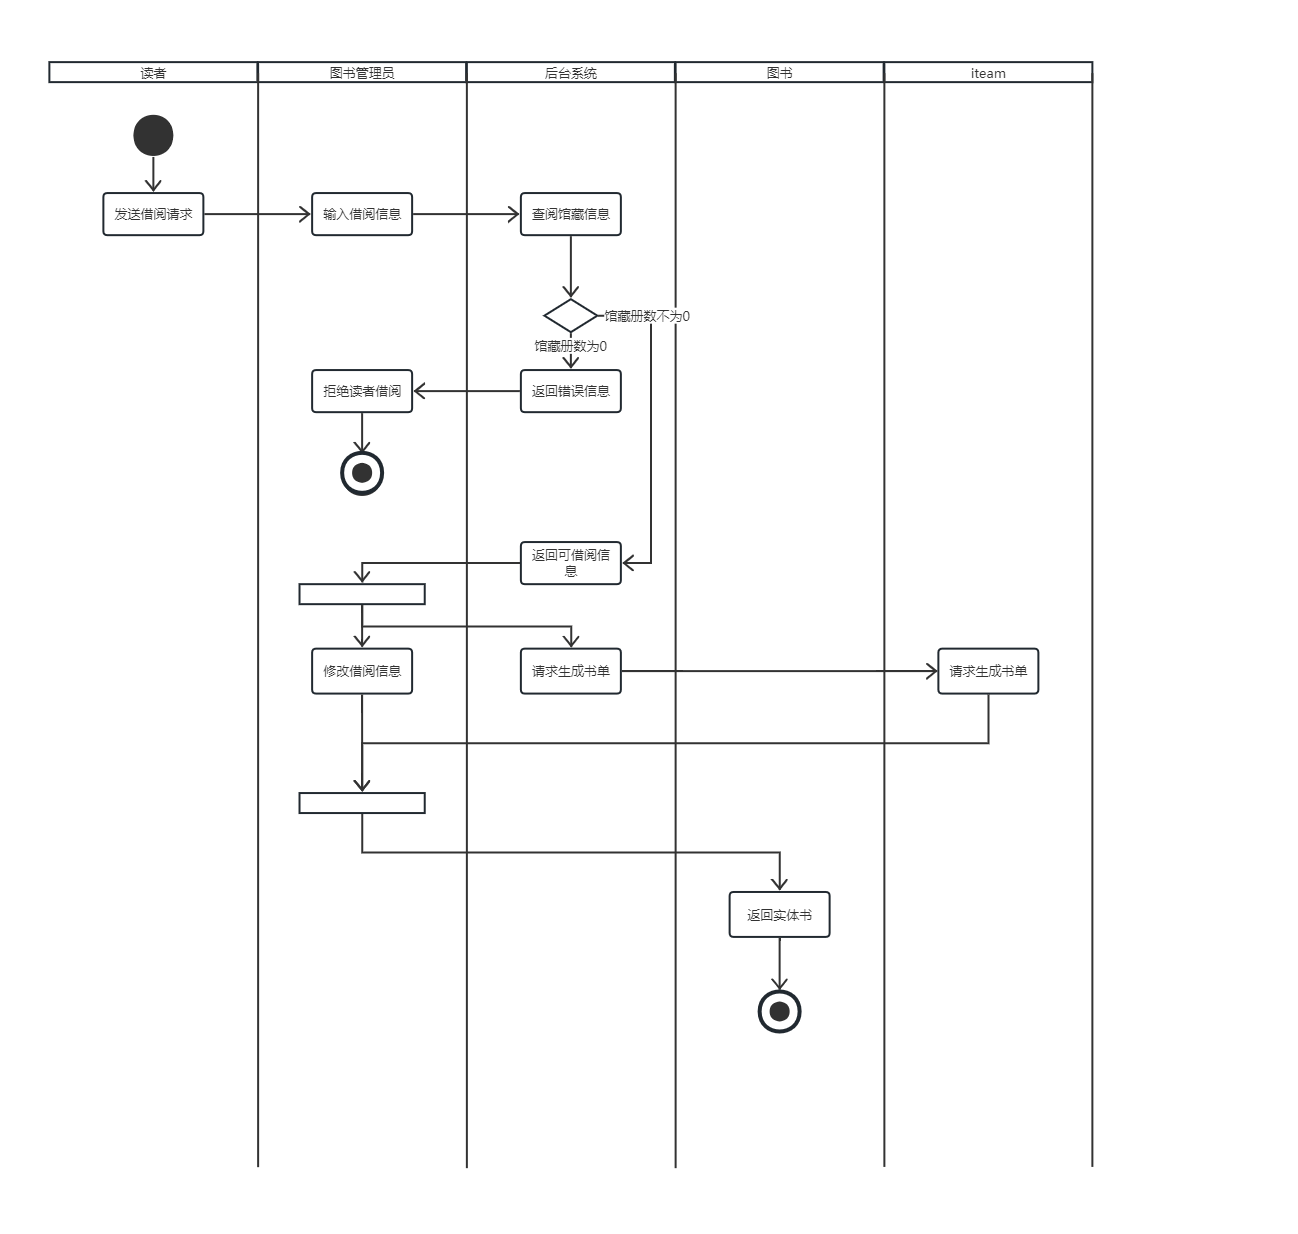 读者
图书管理员
后台系统
图书
iteam
发送借阅请求
输入借阅信息
查阅馆藏信息
馆藏册数不为0
馆藏册数为0
拒绝读者借阅
返回错误信息
返回可借阅信
息
修改借阅信息
请求生成书单
请求生成书单
返回实体书